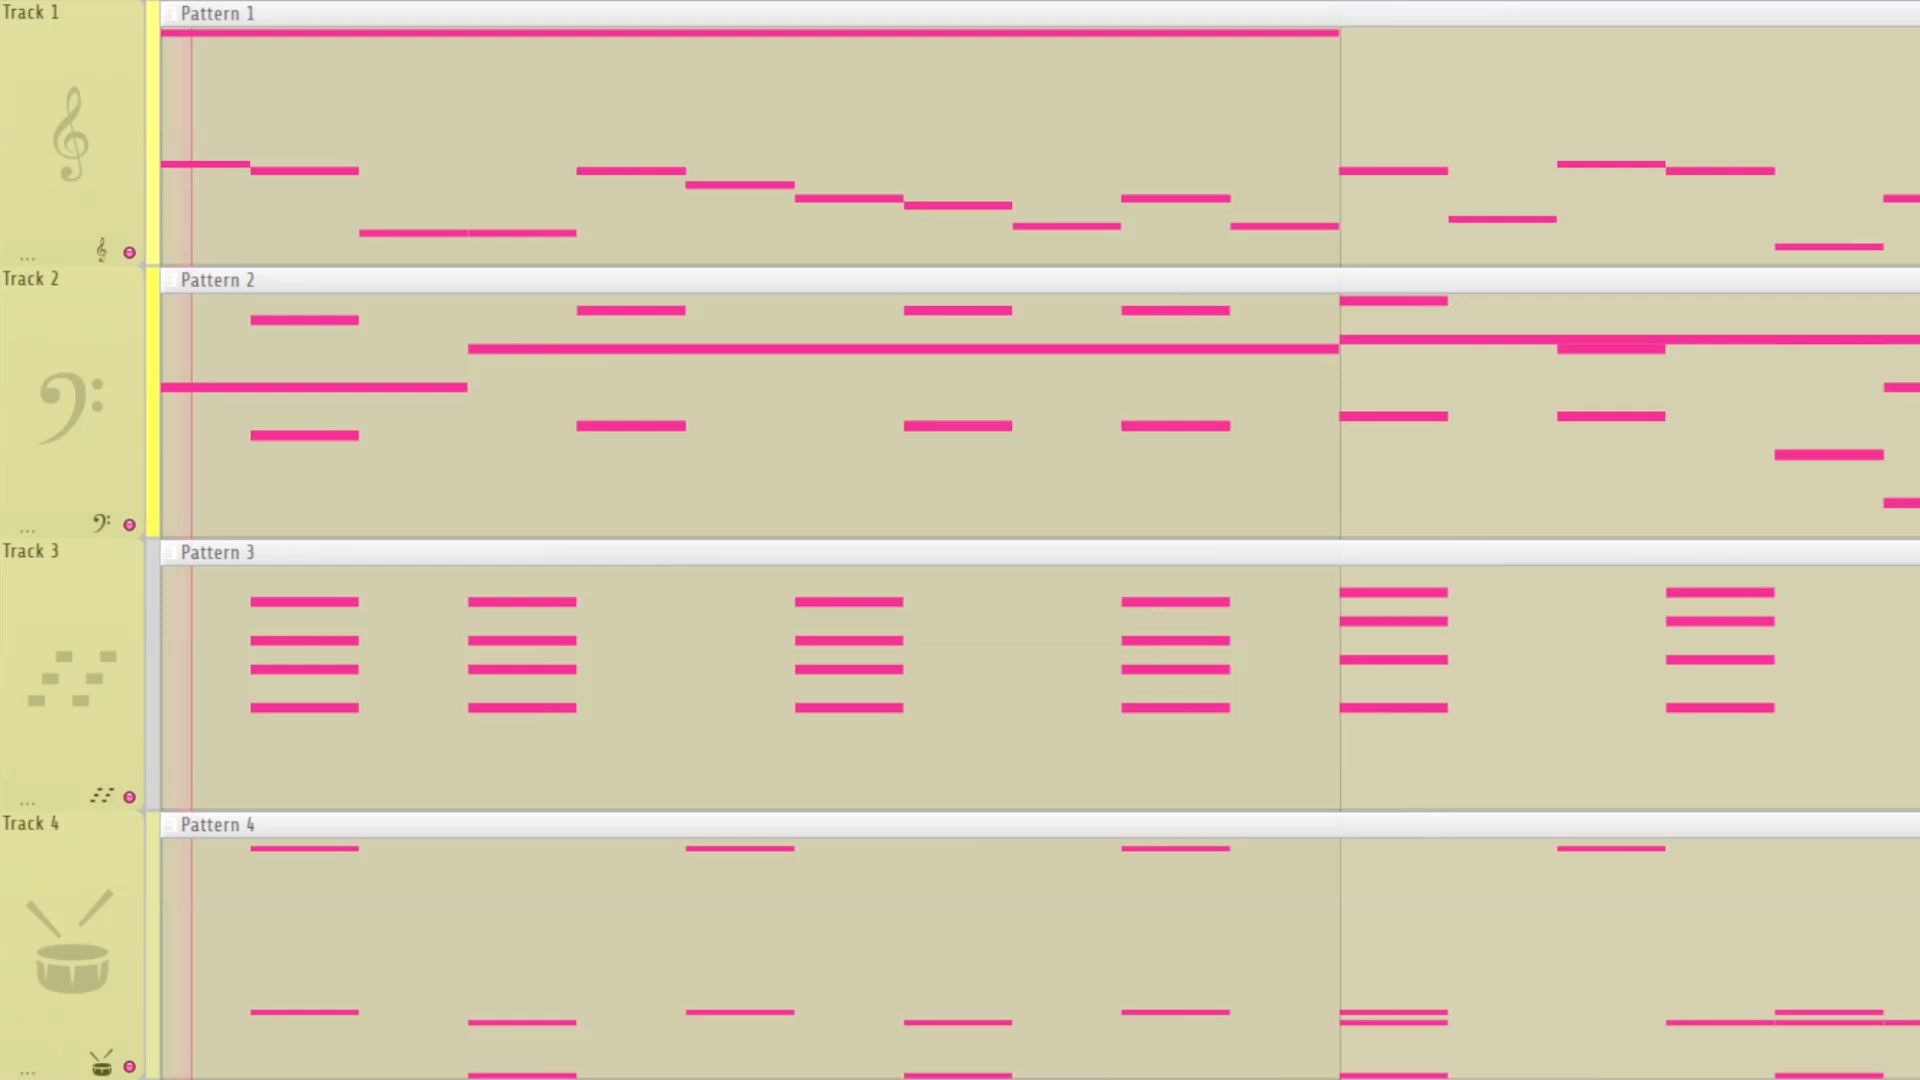 Track 1
Pattern 1
...
Track 2
Pattern 2
...
Track 3
Pattern 3
...
Track 4
Pattern 4
...